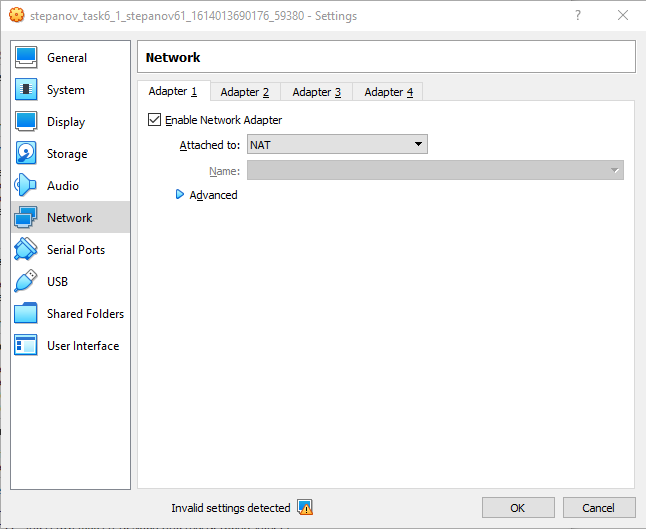 stepanov_task6_1_stepanov61_1614013690176_59380 - Settings
?
General
System
Display
Storage
Audio
Network
Serial Ports
USB
Shared Folders
User Interface
Network
Adapter 1 Adapter 2 Adapter 3 Adapter 4
Enable Network Adapter
Attached to: NAT
Name:
Advanced
Invalid settings detected
OK Cancel